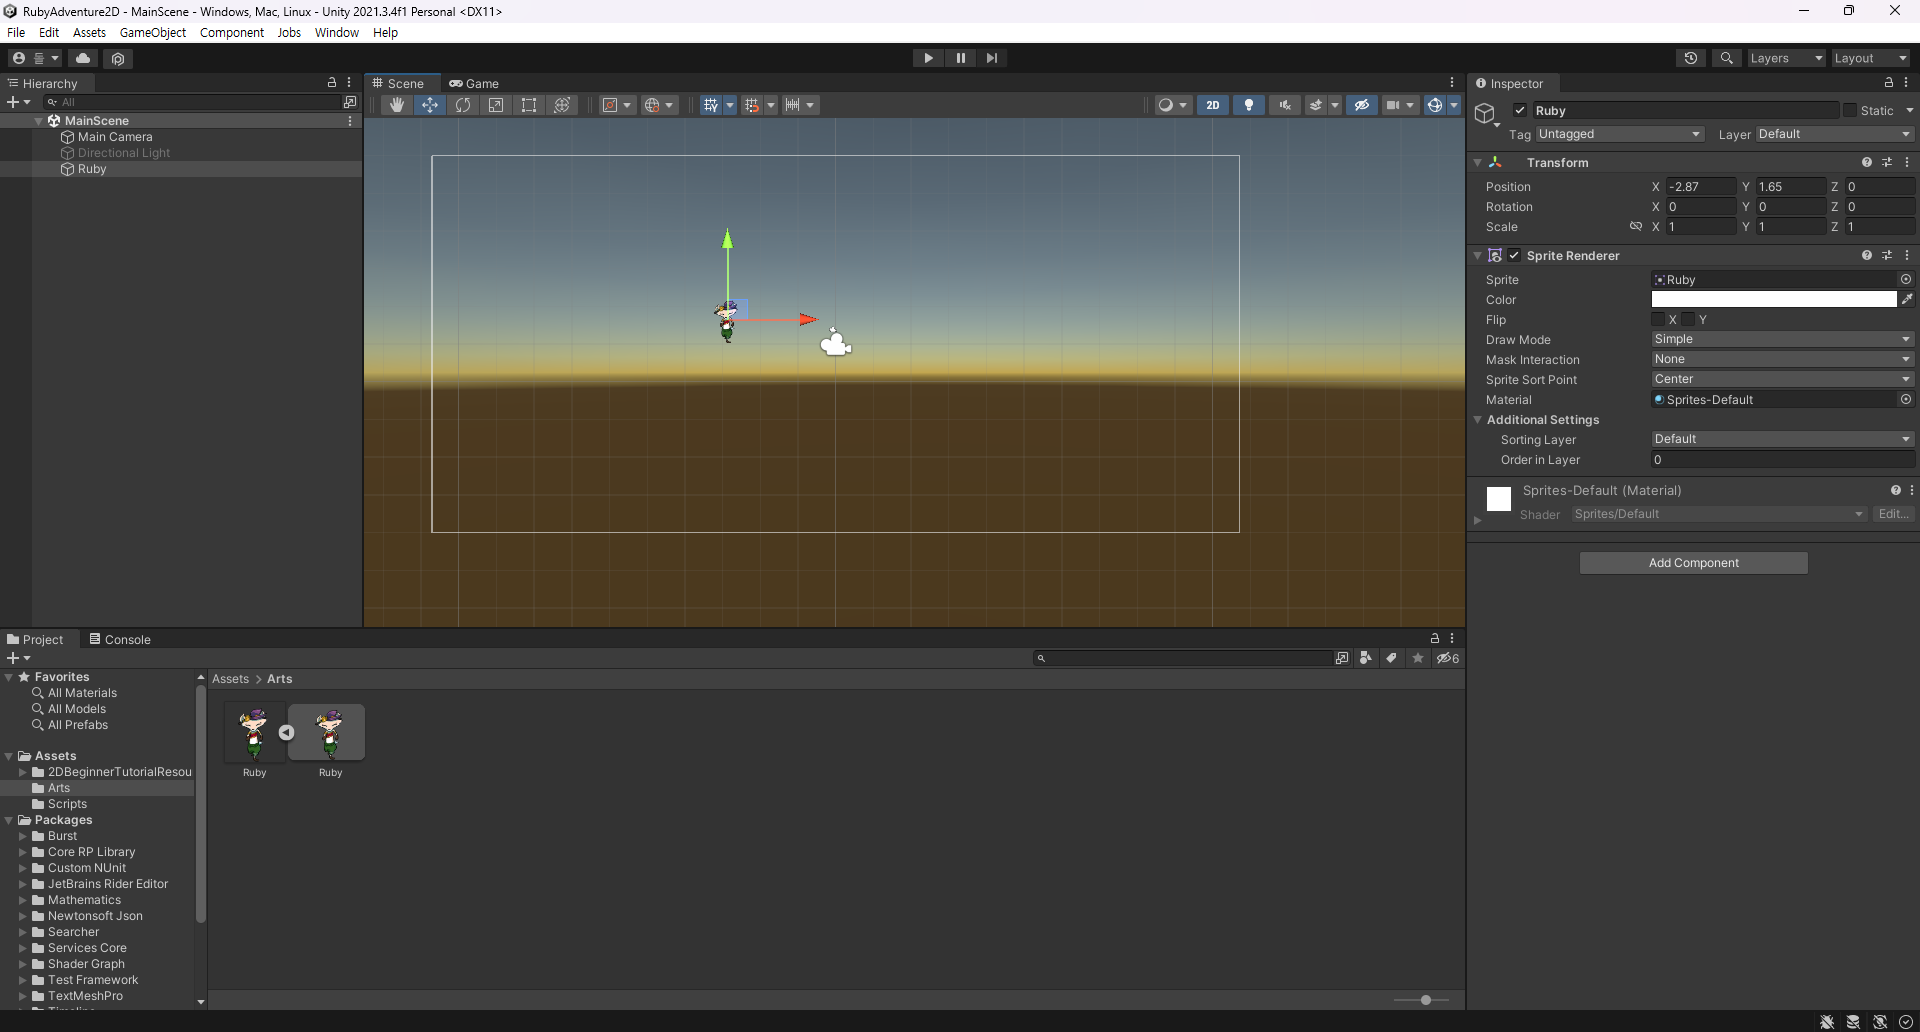 RubyAdventure2D - MainScene - Windows, Mac, Linux - Unity 2021.3.4f1 Personal <DX11>
File Edit Assets GameObject Component Jobs Window Help
둘 Layers Layout
Hierarchy
All
MainScene
Main Camera
Directional Light
Ruby
Scene Game
2D
Inspector
Ruby Static
Tag Untagged Layer Default
Transform
Position X -2.87 Y 1.65 Z 0
Rotation X 0 Y 0 Z 0
Scale X 1 Y 1 Z 1
Sprite Renderer
Sprite Ruby
Color
Flip X Y
Draw Mode Simple
Mask Interaction None
Sprite Sort Point Center
Material Sprites-Default
Additional Settings
Sorting Layer Default
Order in Layer 0
Sprites-Default (Material)
Shader Sprites/Default Edit...
Add Component
Project Console
6
Favorites
All Materials
All Models
All Prefabs
Assets
2DBeginnerTutorialResou
Arts
Scripts
Packages
Burst
Core RP Library
Custom NUnit
JetBrains Rider Editor
Mathematics
Newtonsoft Json
Searcher
Services Core
Shader Graph
Test Framework
TextMeshPro
Assets > Arts
Ruby Ruby